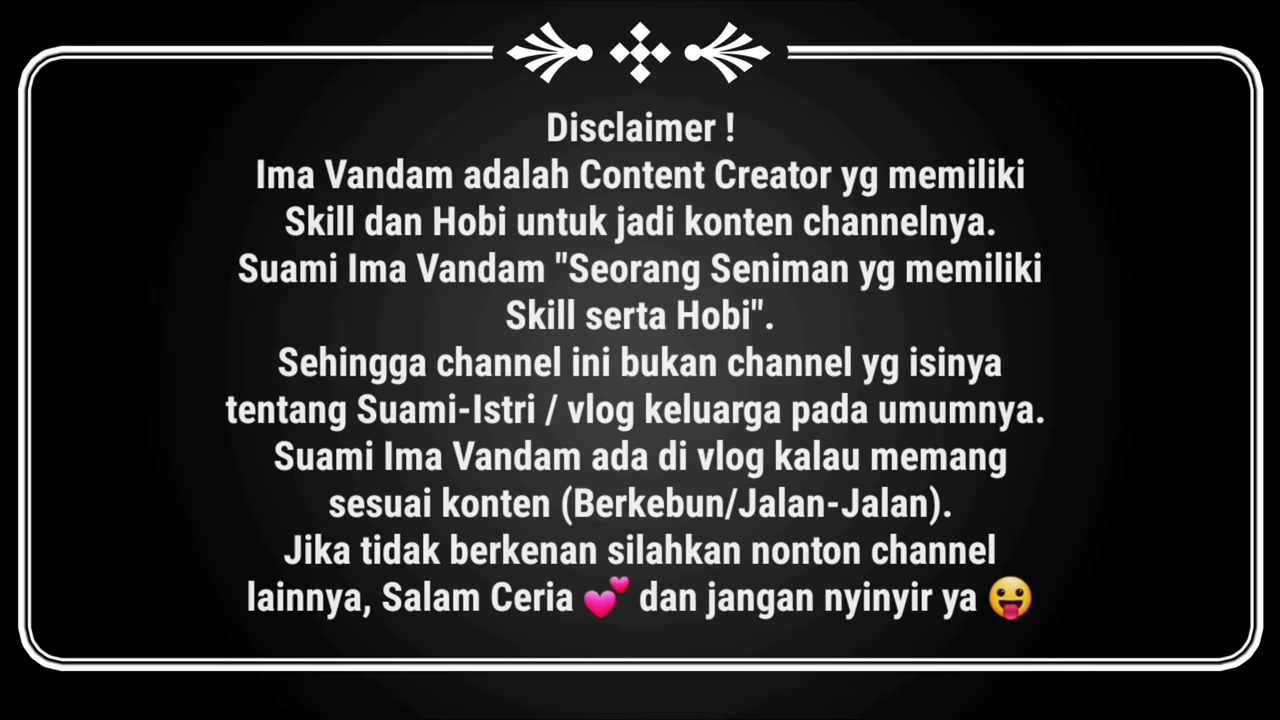 Disclaimer !
Ima Vandam adalah Content Creator yg memiliki
Skill dan Hobi untuk jadi konten channelnya.
Suami Ima Vandam "Seorang Seniman yg memiliki
Skill serta Hobi".
Sehingga channel ini bukan channel yg isinya
tentang Suami-Istri / vlog keluarga pada umumnya.
Suami Ima Vandam ada di vlog kalau memang
sesuai konten (Berkebun/Jalan-Jalan).
Jika tidak berkenan silahkan nonton channel
lainnya, Salam Ceria 💕 dan jangan nyinyir ya 😛